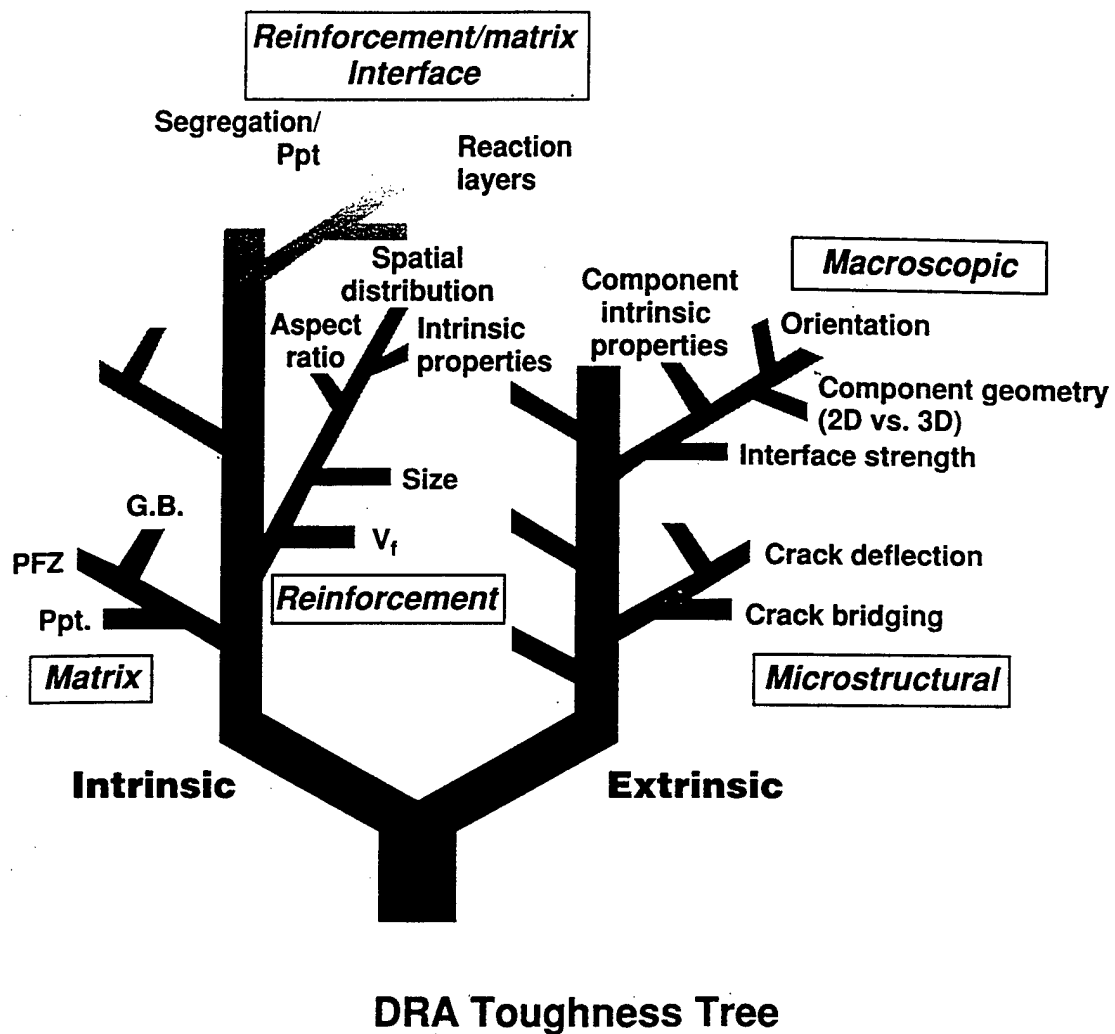 Reinforcement/matrix
Interface
Segregation/
Ppt
Reaction
layers
Spatial
distribution
Aspect
ratio
Intrinsic
properties
Size
Vf
Reinforcement
G.B.
PFZ
Ppt.
Matrix
Intrinsic
Component
intrinsic
properties
Macroscopic
Orientation
Component geometry
(2D vs. 3D)
Interface strength
Crack deflection
Crack bridging
Microstructural
Extrinsic
DRA Toughness Tree